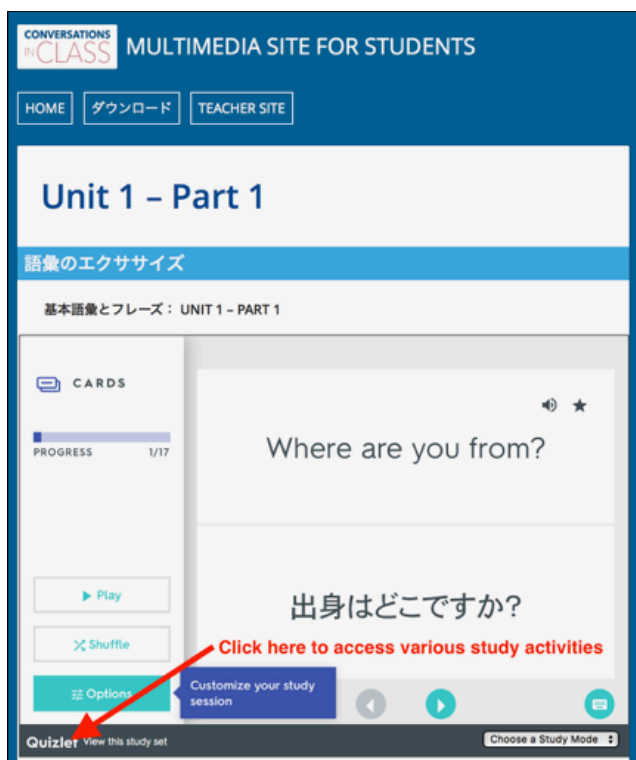 CONVERSATIONS
IN CLASS
MULTIMEDIA SITE FOR STUDENTS
HOME
ダウンロード
TEACHER SITE
Unit 1 – Part 1
語彙のエクササイズ
基本語彙とフレーズ： UNIT 1 – PART 1
CARDS
PROGRESS 1/17
Where are you from?
出身はどこですか?
Play
Shuffle
Click here to access various study activities
Options
Customize your study
session
Quizlet View this study set
Choose a Study Mode